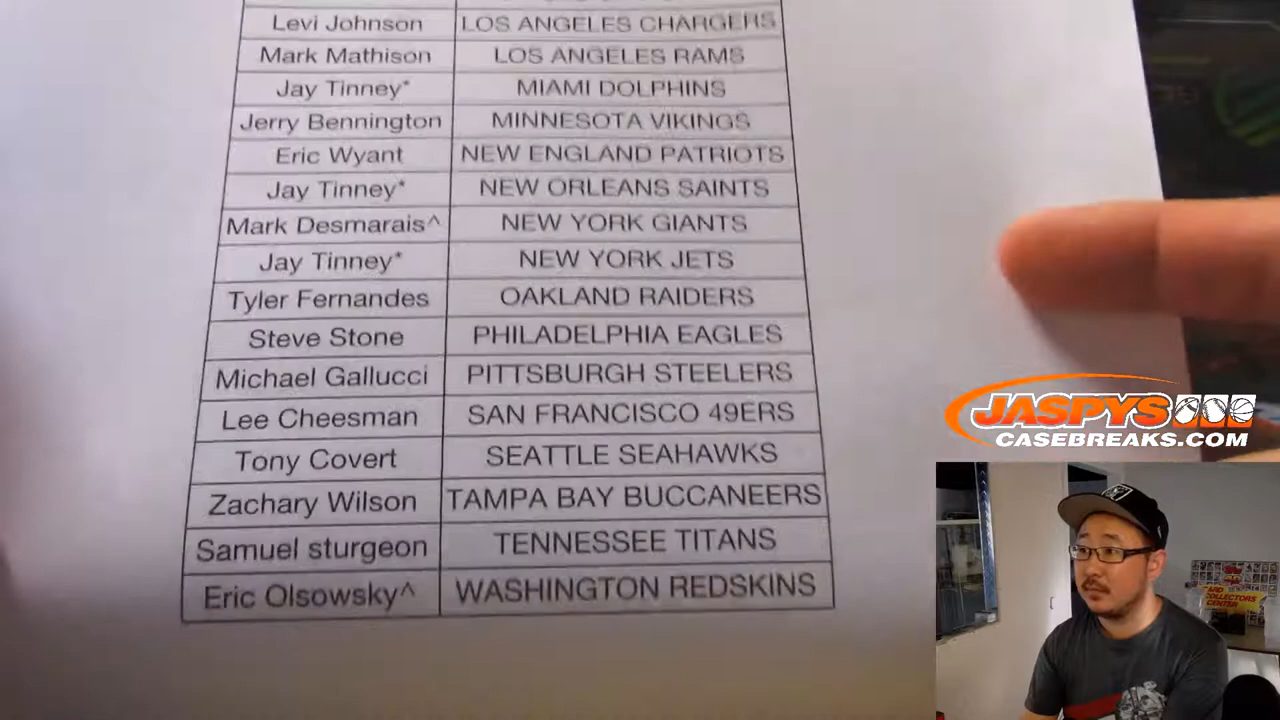 Levi Johnson LOS ANGELES CHARGERS
Mark Mathison LOS ANGELES RAMS
Jay Tinney* MIAMI DOLPHINS
Jerry Bennington MINNESOTA VIKINGS
Eric Wyant NEW ENGLAND PATRIOTS
Jay Tinney* NEW ORLEANS SAINTS
Mark Desmarais^ NEW YORK GIANTS
Jay Tinney* NEW YORK JETS
Tyler Fernandes OAKLAND RAIDERS
Steve Stone PHILADELPHIA EAGLES
Michael Gallucci PITTSBURGH STEELERS
Lee Cheesman SAN FRANCISCO 49ERS
Tony Covert SEATTLE SEAHAWKS
Zachary Wilson TAMPA BAY BUCCANEERS
Samuel sturgeon TENNESSEE TITANS
Eric Olsowsky^ WASHINGTON REDSKINS
JASPYS
CASEBREAKS.COM
CARD
COLLECTORS
CENTER